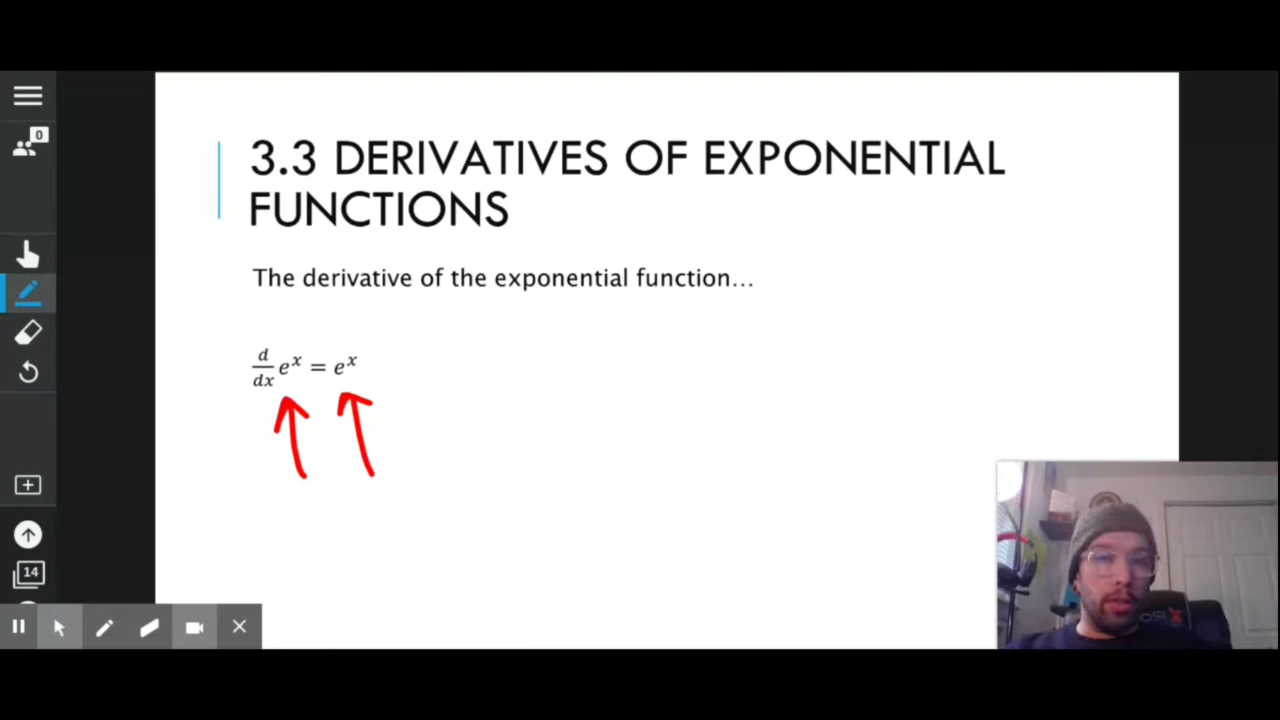 0
3.3 DERIVATIVES OF EXPONENTIAL
FUNCTIONS
The derivative of the exponential function…
d/dx e^x = e^x
14